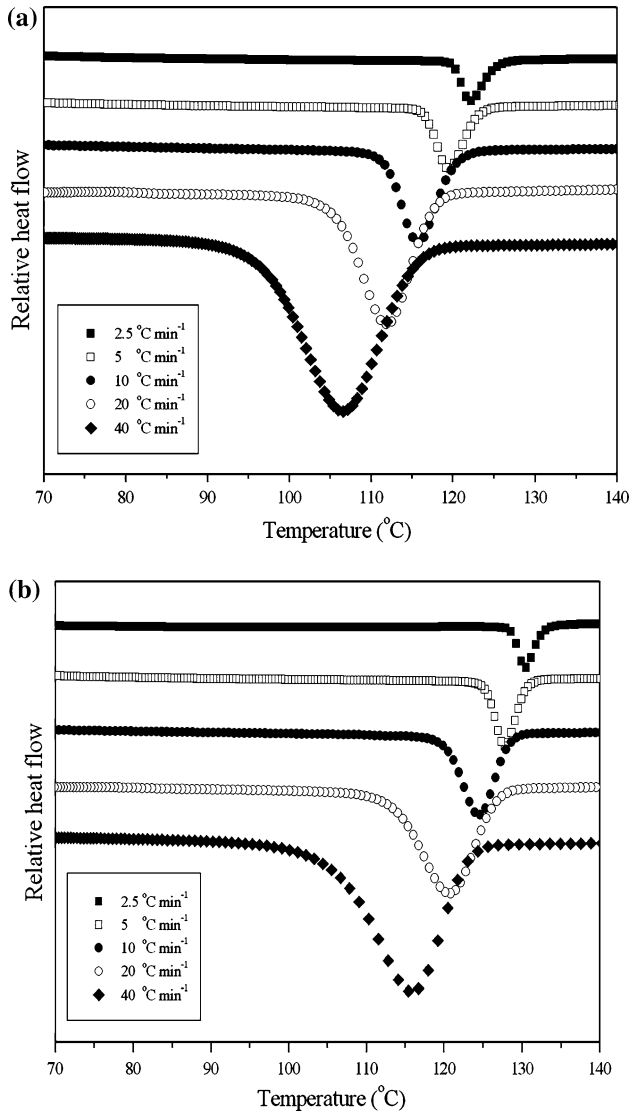 (a)
Relative heat flow
2.5 °C min⁻¹
5 °C min⁻¹
10 °C min⁻¹
20 °C min⁻¹
40 °C min⁻¹
70 80 90 100 110 120 130 140
Temperature (°C)
(b)
Relative heat flow
2.5 °C min⁻¹
5 °C min⁻¹
10 °C min⁻¹
20 °C min⁻¹
40 °C min⁻¹
70 80 90 100 110 120 130 140
Temperature (°C)